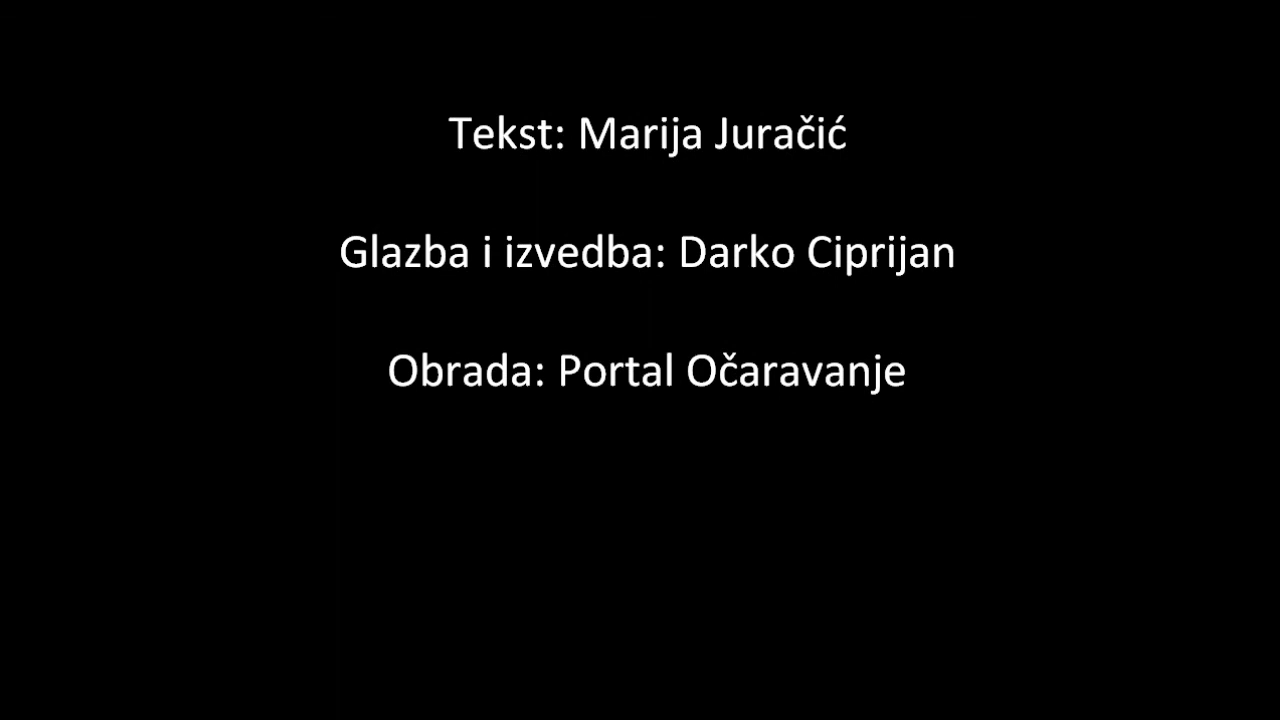 Tekst: Marija Juračić
Glazba i izvedba: Darko Ciprijan
Obrada: Portal Očaravanje